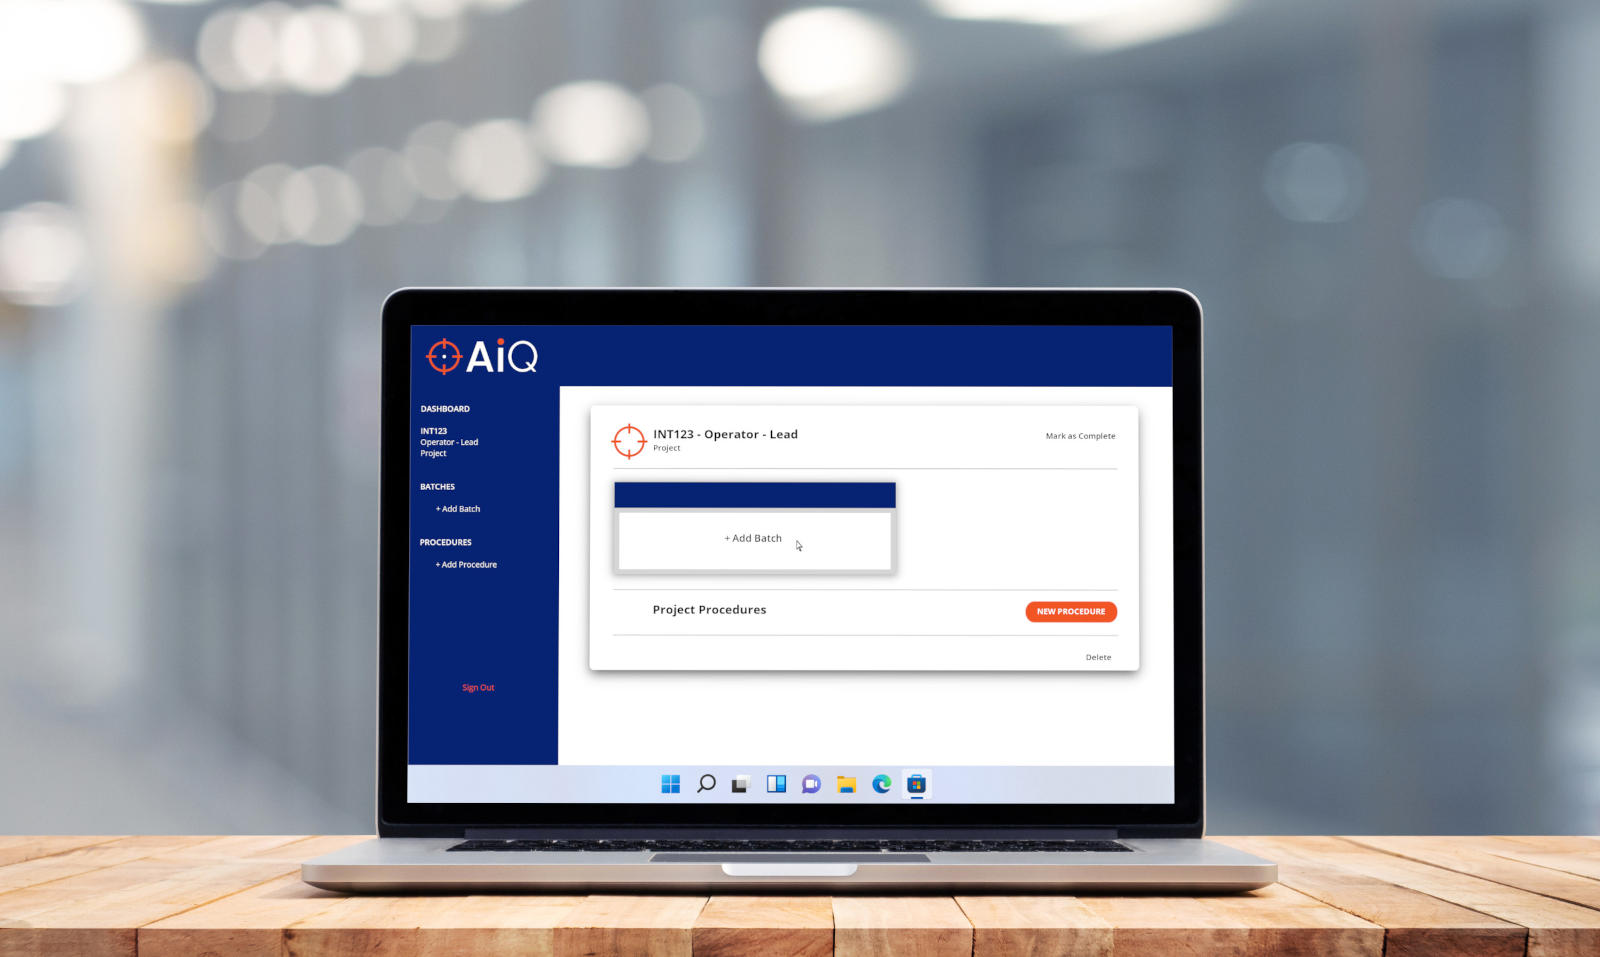 AiQ
DASHBOARD
INT123
Operator - Lead
Project
BATCHES
+ Add Batch
PROCEDURES
+ Add Procedure
Sign Out
INT123 - Operator - Lead
Project
Mark as Complete
+ Add Batch
Project Procedures
NEW PROCEDURE
Delete